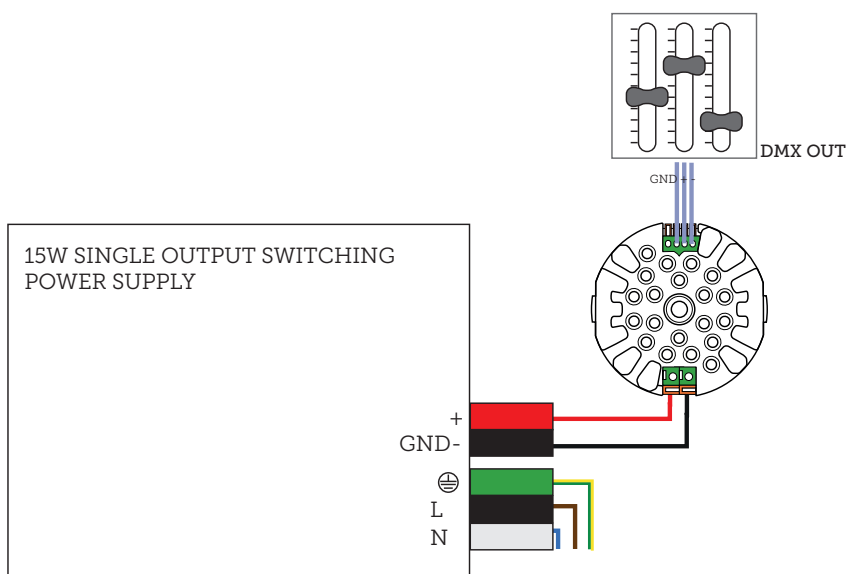 DMX OUT
GND + -
15W SINGLE OUTPUT SWITCHING
POWER SUPPLY
+
GND-
L
N